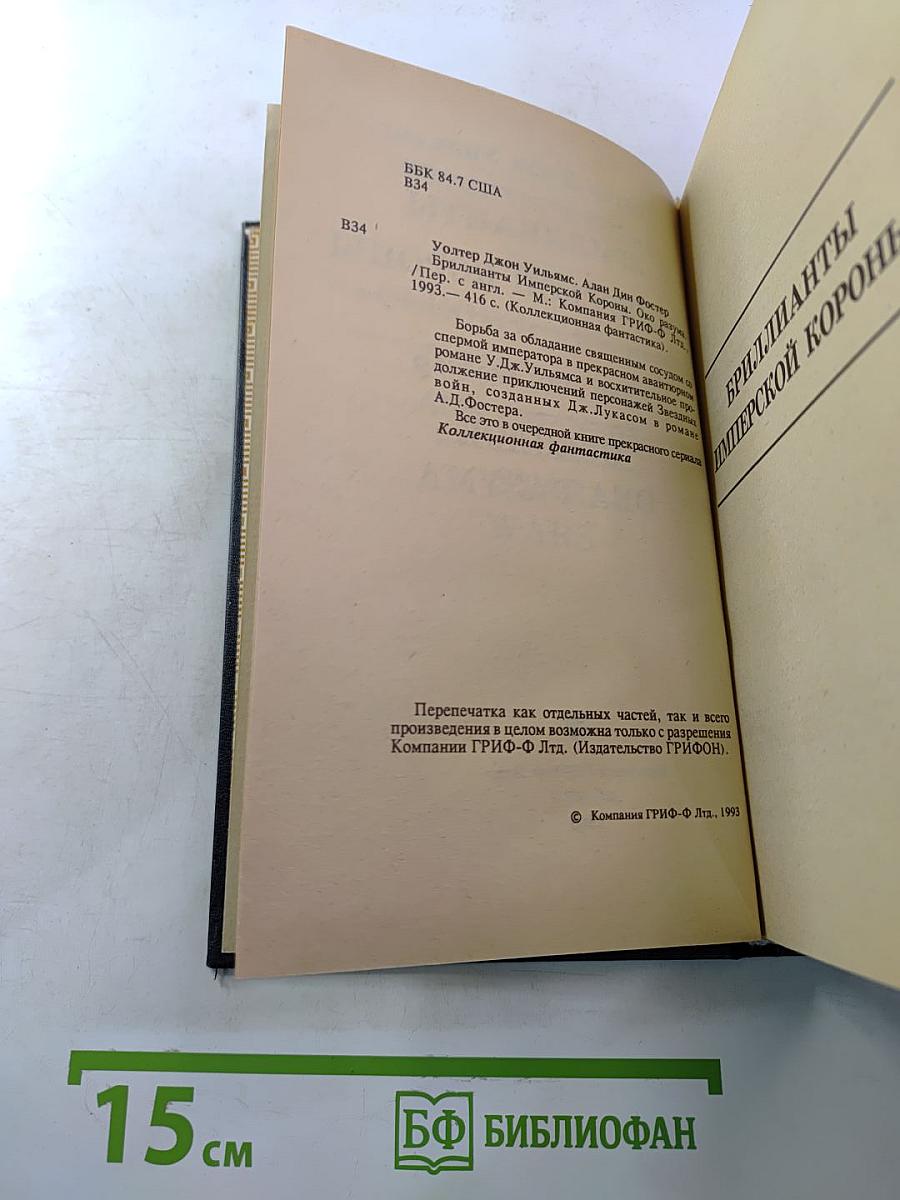 ББК 84.7 США
В34
В34
Уолтер Джон Уильямс. Алан Дин Фостер
Бриллианты Имперской Короны. Око разума.
/Пер. с англ. — М.: Компания ГРИФ-Ф Лтд.,
1993.— 416 с. (Коллекционная фантастика).
Борьба за обладание священным сосудом со
спермой императора в прекрасном авантюрном
романе У.Дж.Уильямса и восхитительное про-
должение приключений персонажей Звездных
войн, созданных Дж.Лукасом в романе
А.Д.Фостера.
Все это в очередной книге прекрасного сериала
Коллекционная фантастика
Перепечатка как отдельных частей, так и всего
произведения в целом возможна только с разрешения
Компании ГРИФ-Ф Лтд. (Издательство ГРИФОН).
© Компания ГРИФ-Ф Лтд., 1993
БРИЛЛИАНТЫ
ИМПЕРСКОЙ КОРОНЫ
15 см
БФ БИБЛИОФАН